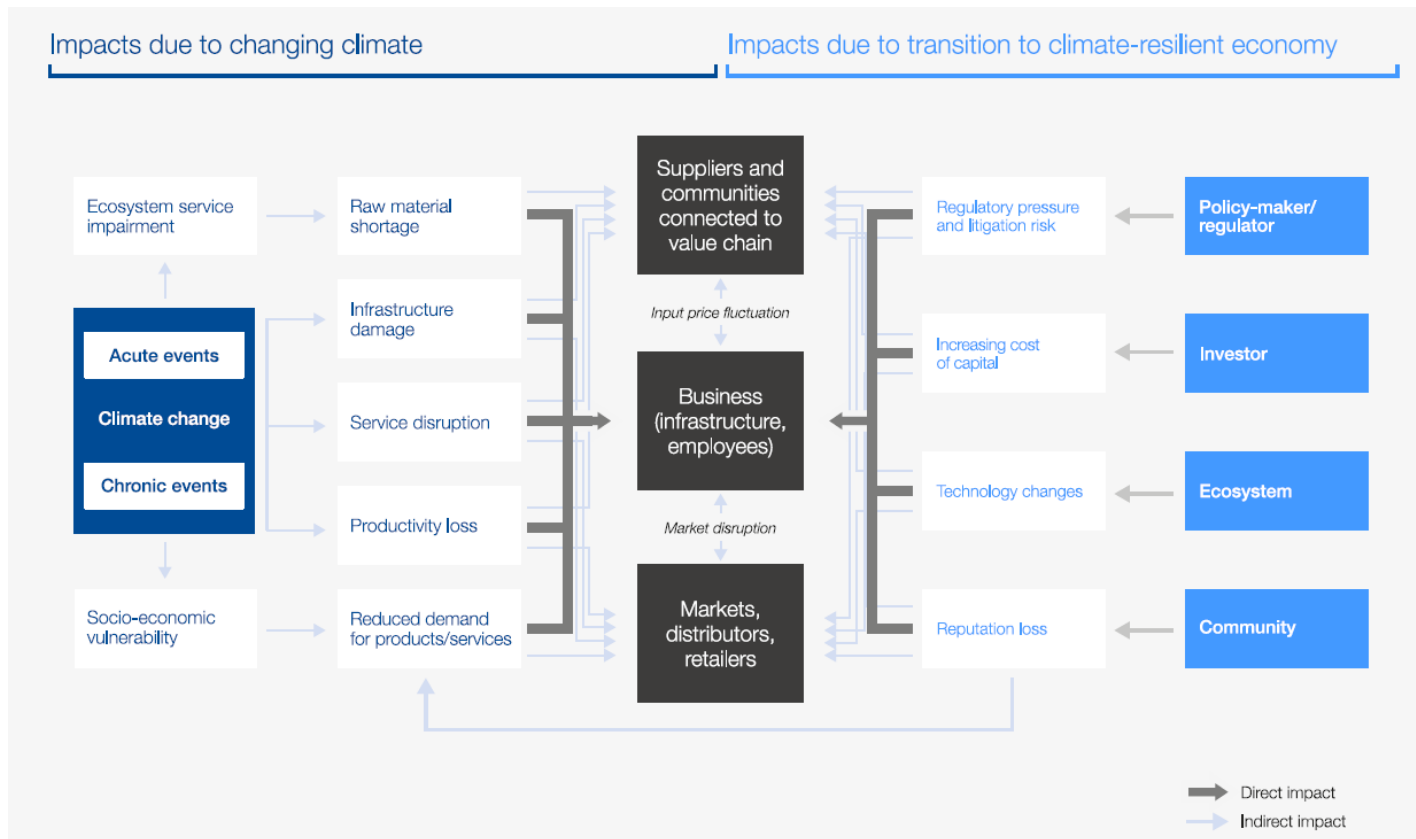 Impacts due to changing climate
Impacts due to transition to climate-resilient economy
Ecosystem service
impairment
Acute events
Climate change
Chronic events
Socio-economic
vulnerability
Raw material
shortage
Infrastructure
damage
Service disruption
Productivity loss
Reduced demand
for products/services
Suppliers and
communities
connected to
value chain
Input price fluctuation
Business
(infrastructure,
employees)
Market disruption
Markets,
distributors,
retailers
Regulatory pressure
and litigation risk
Increasing cost
of capital
Technology changes
Reputation loss
Policy-maker/
regulator
Investor
Ecosystem
Community
Direct impact
Indirect impact